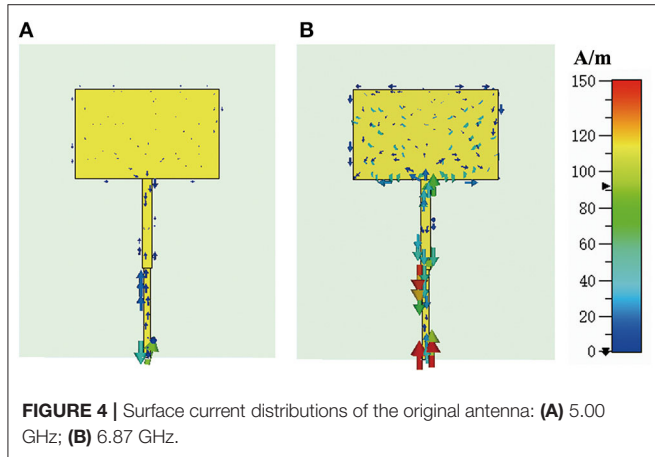 A
B
A/m
150
120
100
80
60
40
20
0
FIGURE 4 | Surface current distributions of the original antenna: (A) 5.00
GHz; (B) 6.87 GHz.